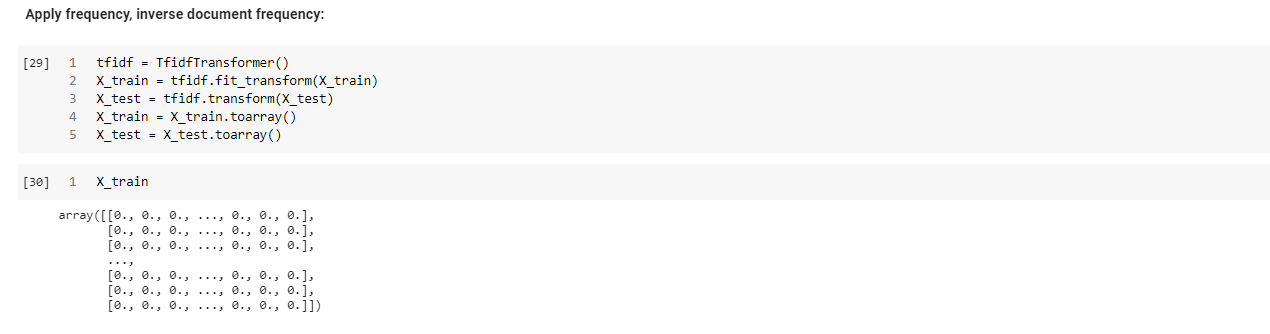 Apply frequency, inverse document frequency:
[29] 1 tfidf = TfidfTransformer()
2 X_train = tfidf.fit_transform(X_train)
3 X_test = tfidf.transform(X_test)
4 X_train = X_train.toarray()
5 X_test = X_test.toarray()
[30] 1 X_train
array([[0., 0., 0., ..., 0., 0., 0.],
[0., 0., 0., ..., 0., 0., 0.],
[0., 0., 0., ..., 0., 0., 0.],
...,
[0., 0., 0., ..., 0., 0., 0.],
[0., 0., 0., ..., 0., 0., 0.],
[0., 0., 0., ..., 0., 0., 0.]])